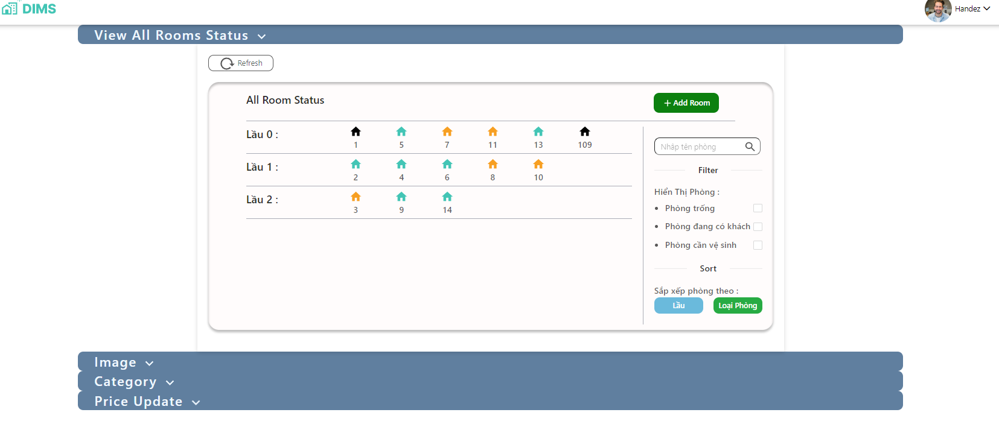 DIMS
Handez
View All Rooms Status
Refresh
All Room Status
+ Add Room
Lầu 0 :
1 5 7 11 13 109
Lầu 1 :
2 4 6 8 10
Lầu 2 :
3 9 14
Nhập tên phòng
Filter
Hiển Thị Phòng :
• Phòng trống
• Phòng đang có khách
• Phòng cần vệ sinh
Sort
Sắp xếp phòng theo :
Lầu
Loại Phòng
Image
Category
Price Update